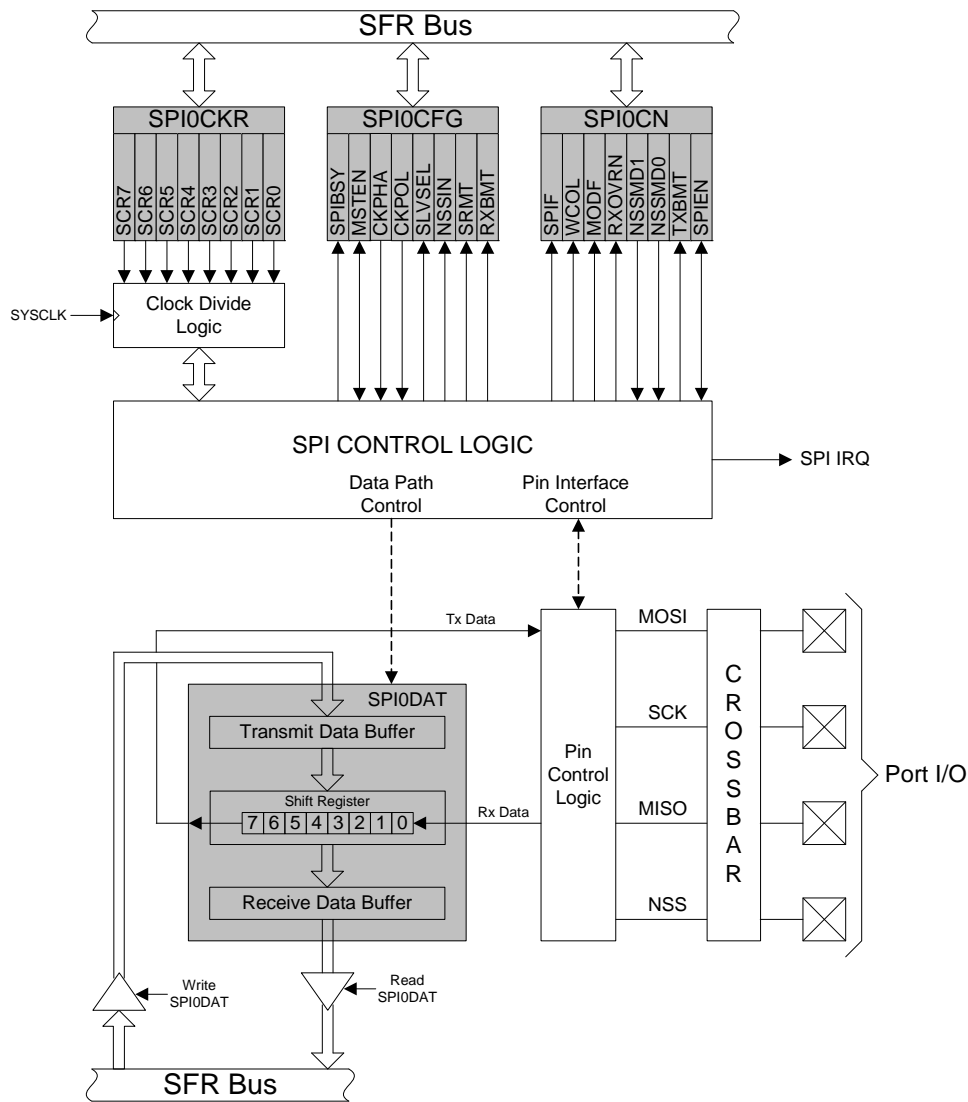 SFR Bus
SPI0CKR
SPI0CFG
SPI0CN
SCR7
SCR6
SCR5
SCR4
SCR3
SCR2
SCR1
SCR0
SPIBSY
MSTEN
CKPHA
CKPOL
SLVSEL
NSSIN
SRMT
RXBMT
SPIF
WCOL
MODF
RXOVRN
NSSMD1
NSSMD0
TXBMT
SPIEN
SYSCLK
Clock Divide
Logic
SPI CONTROL LOGIC
SPI IRQ
Data Path
Control
Pin Interface
Control
Tx Data
MOSI
SPI0DAT
Transmit Data Buffer
SCK
Shift Register
7 6 5 4 3 2 1 0
Rx Data
Pin
Control
Logic
MISO
Receive Data Buffer
NSS
C
R
O
S
S
B
A
R
Port I/O
Write
SPI0DAT
Read
SPI0DAT
SFR Bus